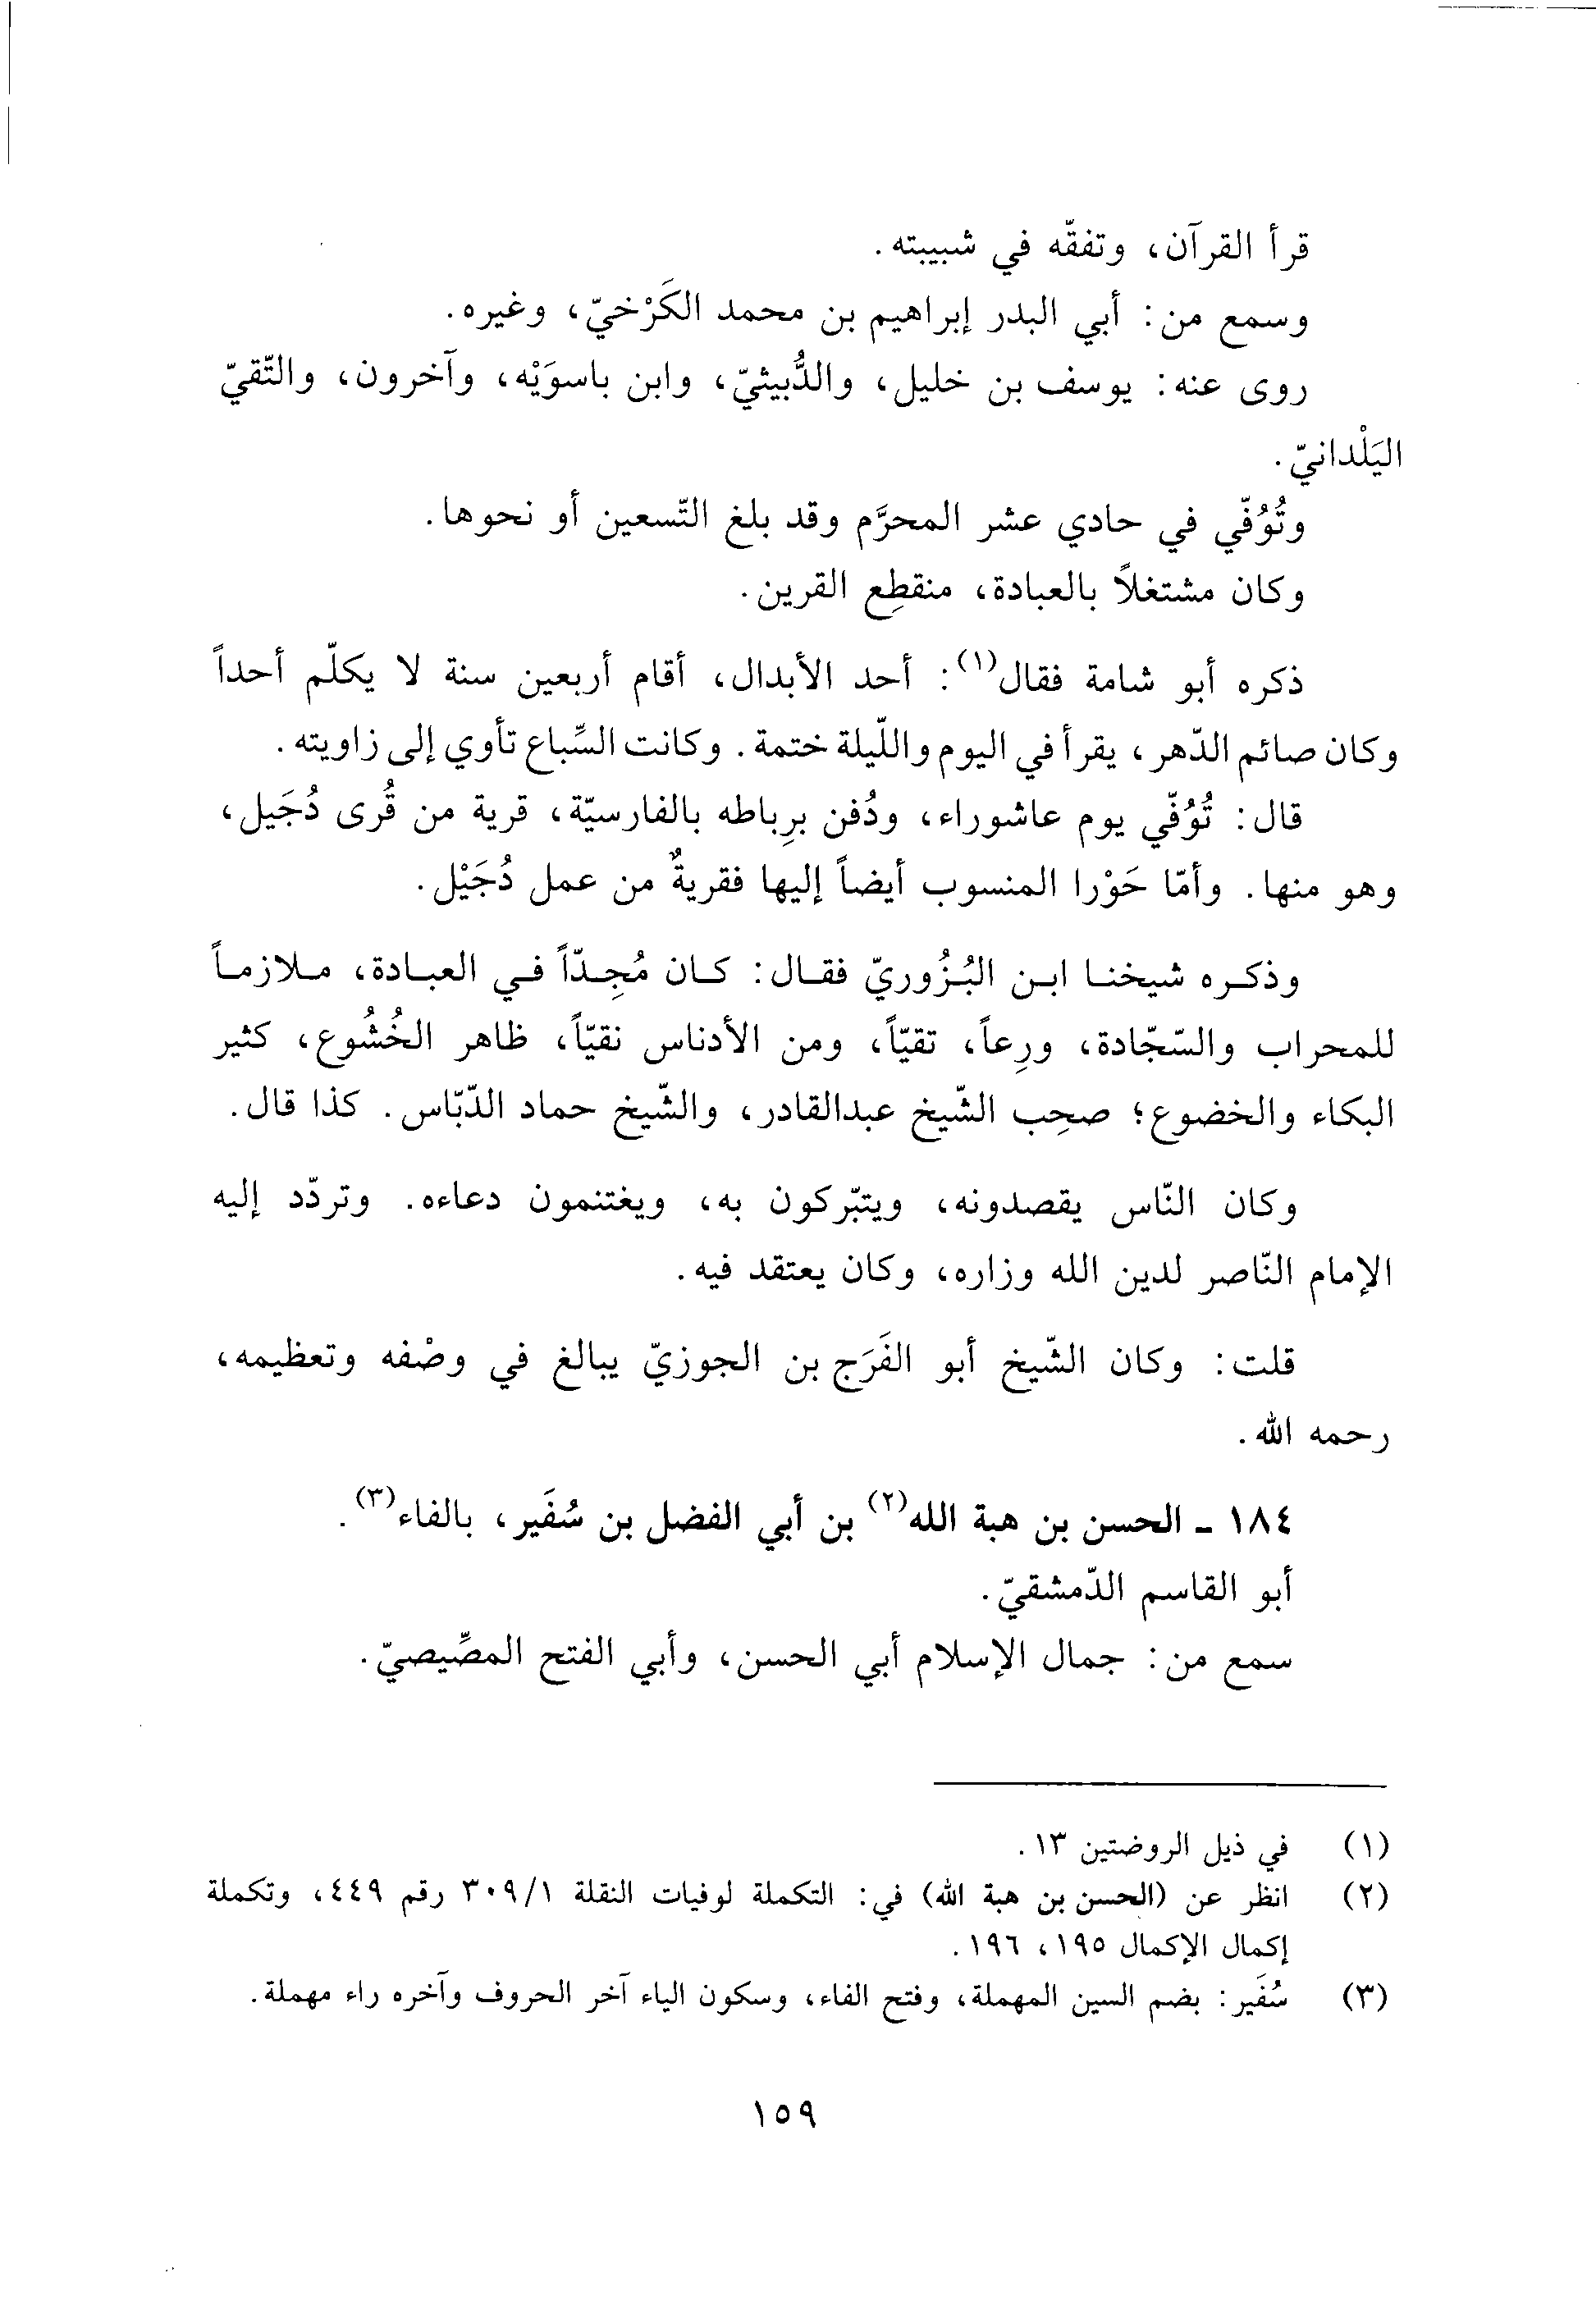 قرأ القرآن، وتفقّه في شبيبته.
وسمع من: أبي البدر إبراهيم بن محمد الكَرْخيّ، وغيره.
روى عنه: يوسف بن خليل، والدُّبيثيّ، وابن باسوَيْه، وآخرون، والتّقيّ
اليَلْدانيّ.
وتُوُفّي في حادي عشر المحرَّم وقد بلغ التّسعين أو نحوها.
وكان مشتغلاً بالعبادة، منقطِع القرين.
ذكره أبو شامة فقال(١): أحد الأبدال، أقام أربعين سنة لا يكلّم أحداً
وكان صائم الدّهر، يقرأ في اليوم واللّيلة ختمة. وكانت السِّباع تأوي إلى زاويته.
قال: تُوُفّي يوم عاشوراء، ودُفن برِباطه بالفارسيّة، قرية من قُرى دُجَيل،
وهو منها. وأمّا حَوْرا المنسوب أيضاً إليها فقريةٌ من عمل دُجَيْل.
وذكره شيخنا ابن البُزُوريّ فقال: كان مُجِدّاً في العبادة، ملازماً
للمحراب والسّجّادة، ورِعاً، تقيّاً، ومن الأدناس نقيّاً، ظاهر الخُشُوع، كثير
البكاء والخضوع؛ صحِب الشّيخ عبدالقادر، والشّيخ حماد الدّبّاس. كذا قال.
وكان النّاس يقصدونه، ويتبّركون به، ويغتنمون دعاءه. وتردّد إليه
الإمام النّاصر لدين الله وزاره، وكان يعتقد فيه.
قلت: وكان الشّيخ أبو الفَرَج بن الجوزيّ يبالغ في وصْفه وتعظيمه،
رحمه الله.
١٨٤ - الحسن بن هبة الله(٢) بن أبي الفضل بن سُفَير، بالفاء(٣).
أبو القاسم الدّمشقيّ.
سمع من: جمال الإسلام أبي الحسن، وأبي الفتح المصِّيصيّ.
(١) في ذيل الروضتين ١٣.
(٢) انظر عن (الحسن بن هبة الله) في: التكملة لوفيات النقلة ٣٠٩/١ رقم ٤٤٩، وتكملة
إكمال الإكمال ١٩٥، ١٩٦.
(٣) سُفَير: بضم السين المهملة، وفتح الفاء، وسكون الياء آخر الحروف وآخره راء مهملة.
١٥٩